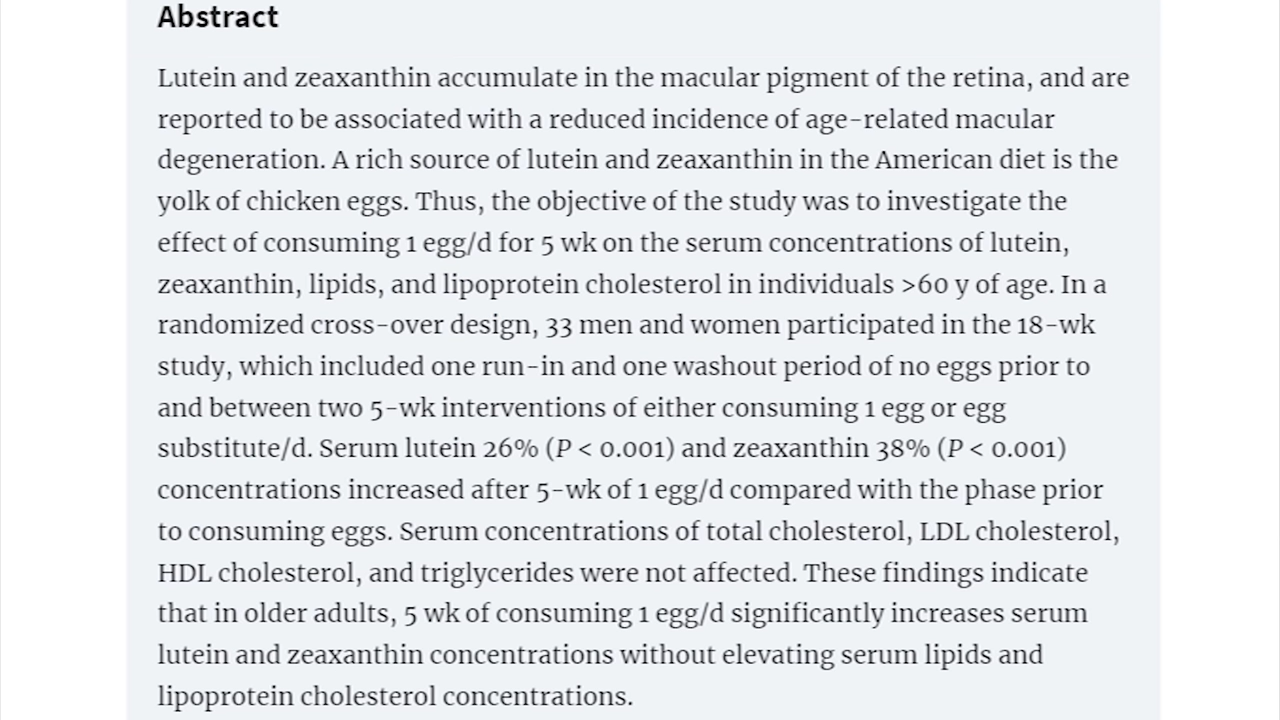 Abstract
Lutein and zeaxanthin accumulate in the macular pigment of the retina, and are
reported to be associated with a reduced incidence of age-related macular
degeneration. A rich source of lutein and zeaxanthin in the American diet is the
yolk of chicken eggs. Thus, the objective of the study was to investigate the
effect of consuming 1 egg/d for 5 wk on the serum concentrations of lutein,
zeaxanthin, lipids, and lipoprotein cholesterol in individuals >60 y of age. In a
randomized cross-over design, 33 men and women participated in the 18-wk
study, which included one run-in and one washout period of no eggs prior to
and between two 5-wk interventions of either consuming 1 egg or egg
substitute/d. Serum lutein 26% (P < 0.001) and zeaxanthin 38% (P < 0.001)
concentrations increased after 5-wk of 1 egg/d compared with the phase prior
to consuming eggs. Serum concentrations of total cholesterol, LDL cholesterol,
HDL cholesterol, and triglycerides were not affected. These findings indicate
that in older adults, 5 wk of consuming 1 egg/d significantly increases serum
lutein and zeaxanthin concentrations without elevating serum lipids and
lipoprotein cholesterol concentrations.